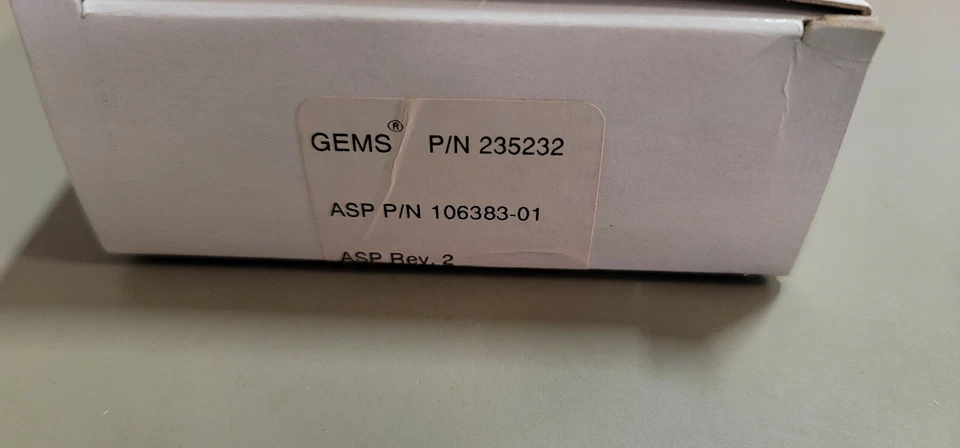 GEMS® P/N 235232
ASP P/N 106383-01
ASP Rev. 2